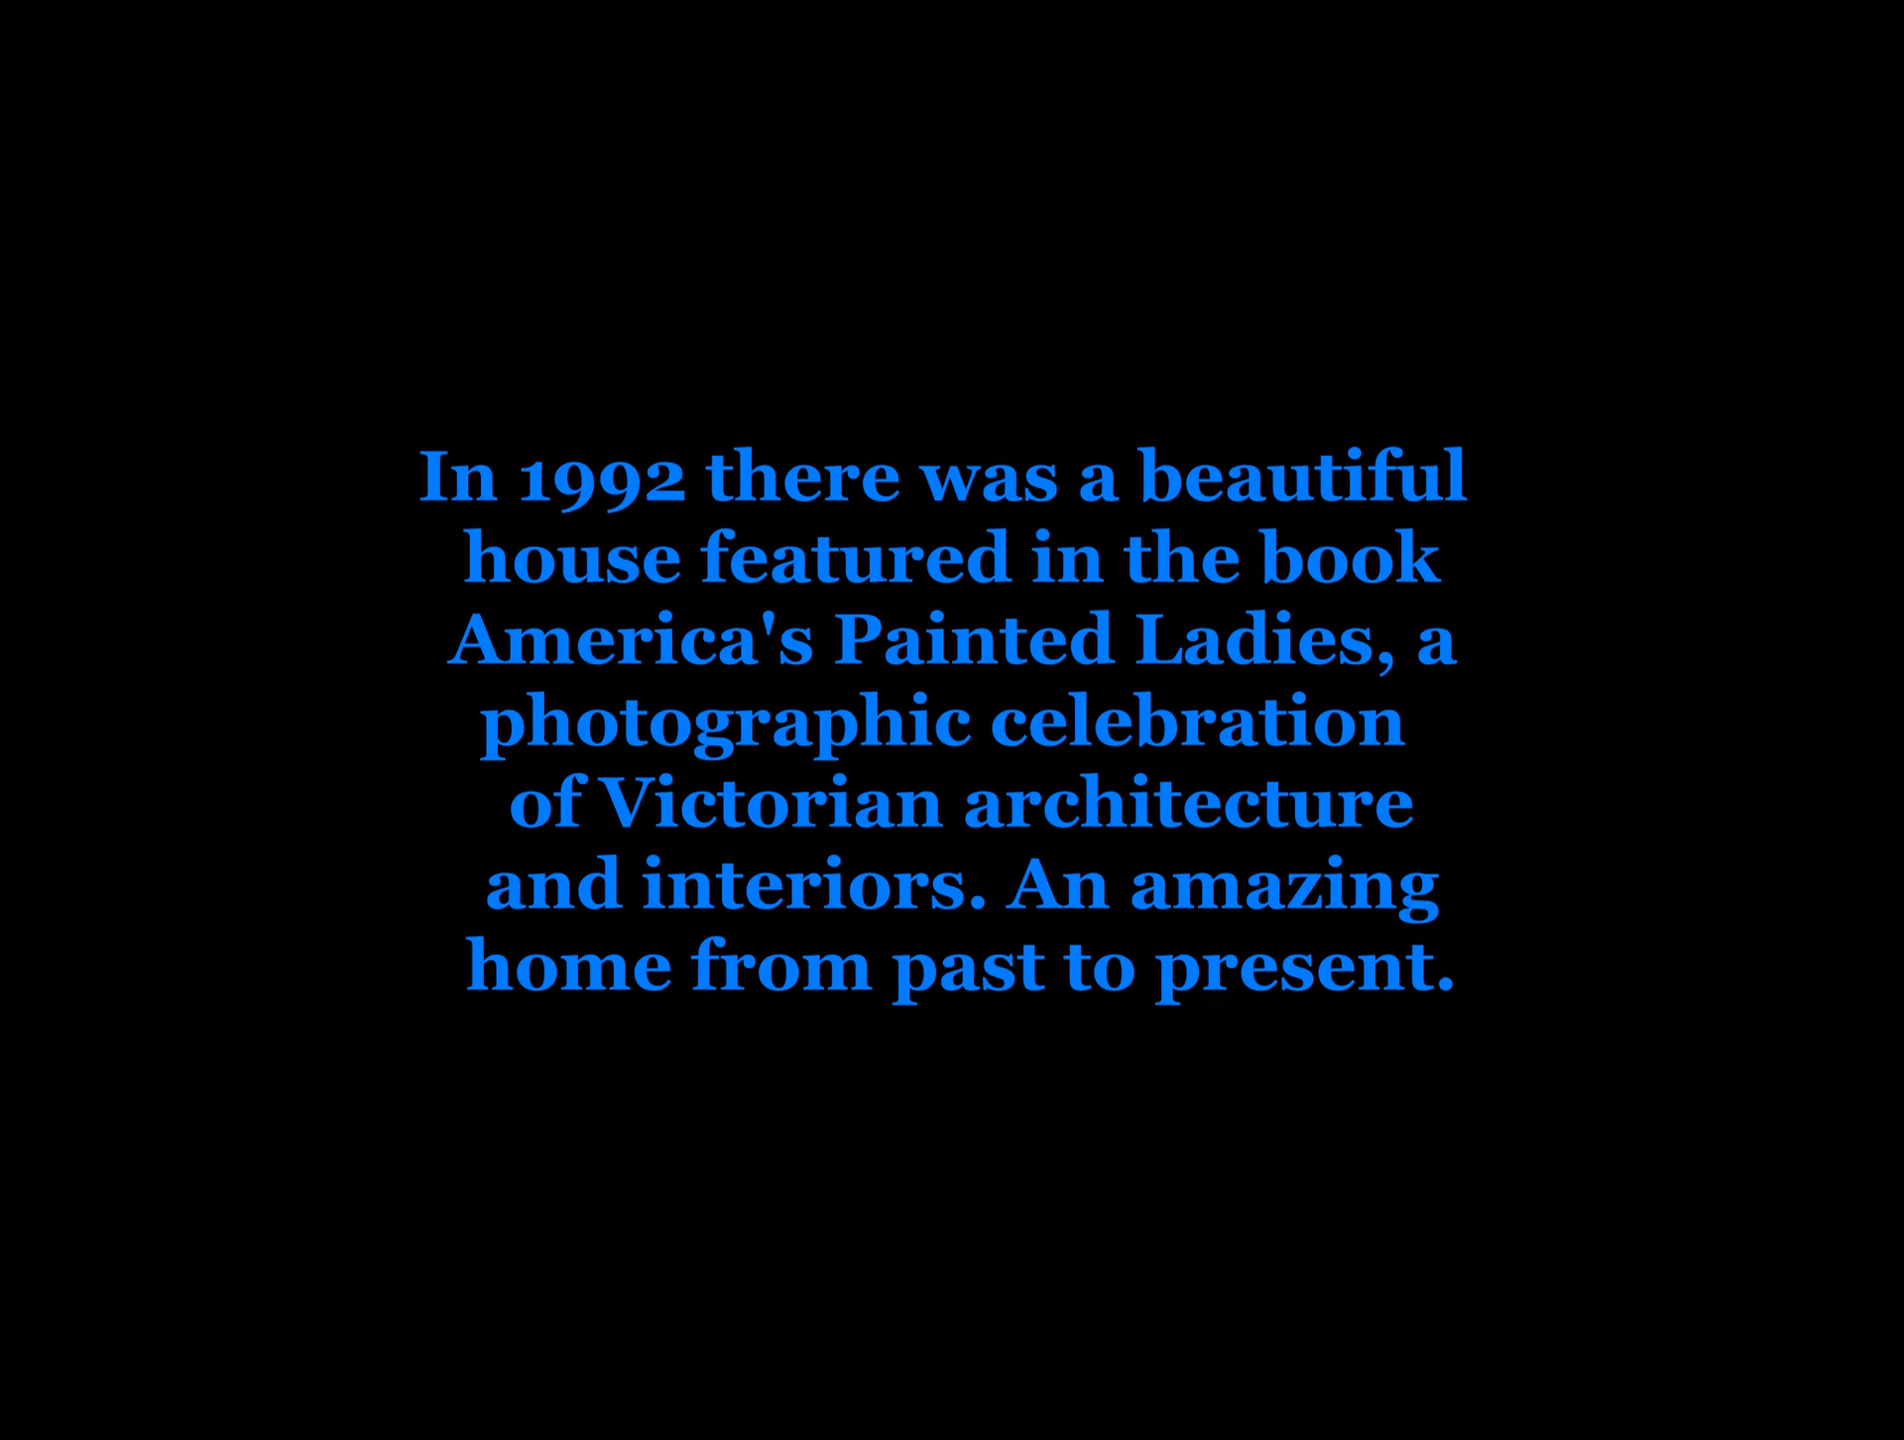 In 1992 there was a beautiful
house featured in the book
America's Painted Ladies, a
photographic celebration
of Victorian architecture
and interiors. An amazing
home from past to present.